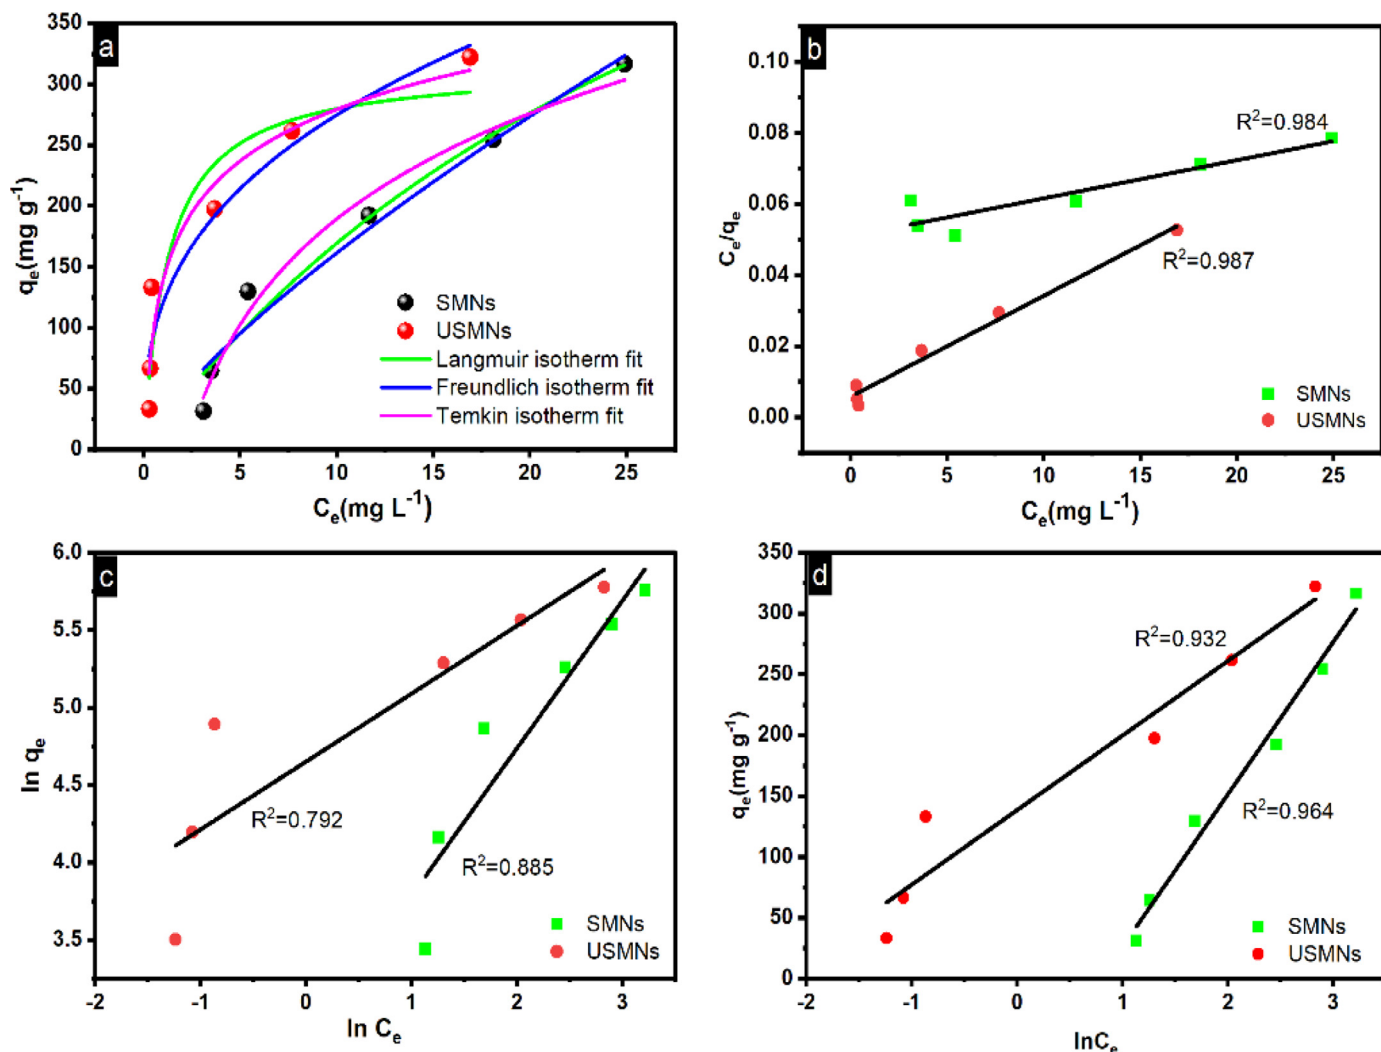 a
350
300
250
200
150
100
50
0
qe(mg g-1)
SMNs
USMNs
Langmuir isotherm fit
Freundlich isotherm fit
Temkin isotherm fit
0 5 10 15 20 25
Ce(mg L-1)
b
0.10
0.08
0.06
0.04
0.02
0.00
Ce/qe
R2=0.984
R2=0.987
SMNs
USMNs
0 5 10 15 20 25
Ce(mg L-1)
c
6.0
5.5
5.0
4.5
4.0
3.5
ln qe
R2=0.792
R2=0.885
SMNs
USMNs
-2 -1 0 1 2 3
ln Ce
d
350
300
250
200
150
100
50
0
qe(mg g-1)
R2=0.932
R2=0.964
SMNs
USMNs
-2 -1 0 1 2 3
lnCe